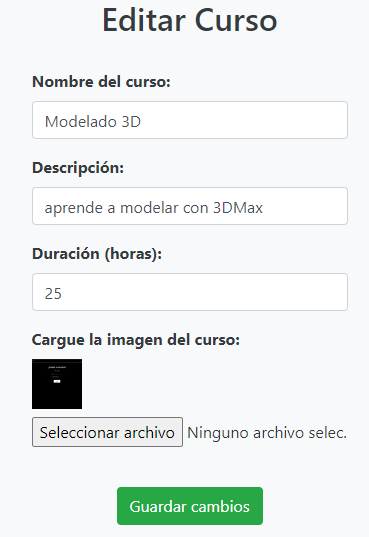 Editar Curso
Nombre del curso:
Modelado 3D
Descripción:
aprende a modelar con 3DMax
Duración (horas):
25
Cargue la imagen del curso:
Seleccionar archivo Ninguno archivo selec.
Guardar cambios